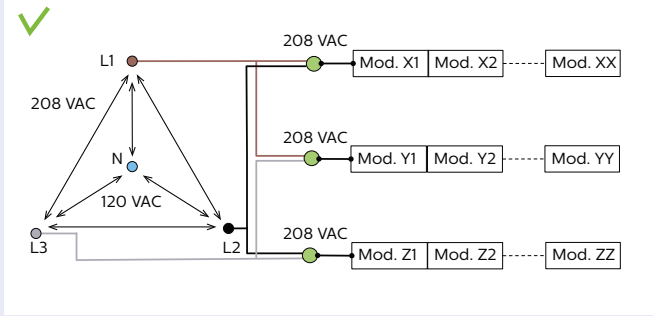 208 VAC
L1
Mod. X1 Mod. X2 Mod. XX
208 VAC
208 VAC
N
Mod. Y1 Mod. Y2 Mod. YY
120 VAC
208 VAC
L3
L2
Mod. Z1 Mod. Z2 Mod. ZZ